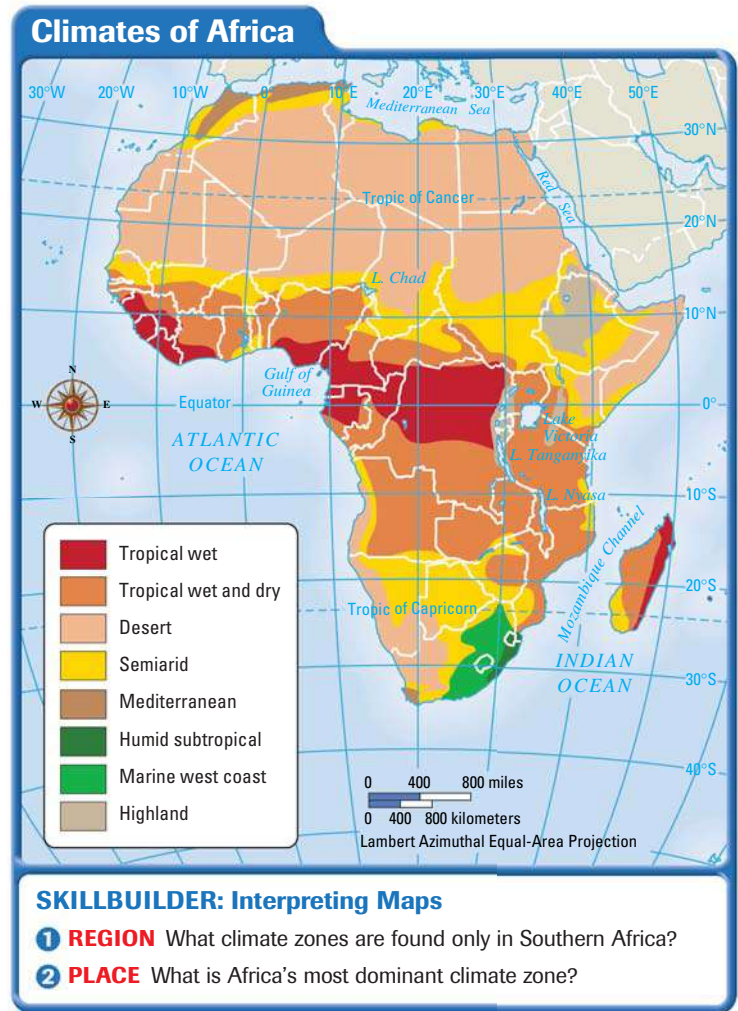 Climates of Africa
30°W 20°W 10°W 0° 10°E 20°E 30°E 40°E 50°E
Mediterranean Sea
30°N
Red Sea
Tropic of Cancer
20°N
L. Chad
10°N
Gulf of
Guinea
N
W E
S
Equator
0°
Lake
Victoria
ATLANTIC
OCEAN
L. Tanganyika
L. Nyasa
10°S
Mozambique Channel
20°S
Tropic of Capricorn
INDIAN
OCEAN
30°S
40°S
Tropical wet
Tropical wet and dry
Desert
Semiarid
Mediterranean
Humid subtropical
Marine west coast
Highland
0 400 800 miles
0 400 800 kilometers
Lambert Azimuthal Equal-Area Projection
SKILLBUILDER: Interpreting Maps
1 REGION What climate zones are found only in Southern Africa?
2 PLACE What is Africa's most dominant climate zone?